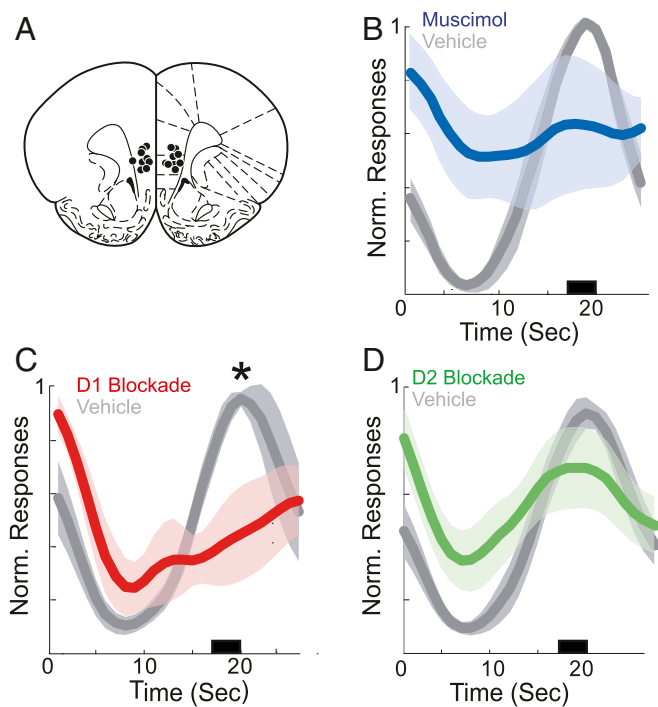 A
B
Muscimol
Vehicle
1
Norm. Responses
0
10
20
Time (Sec)
C
D1 Blockade
Vehicle
*
1
Norm. Responses
0
10
20
Time (Sec)
D
D2 Blockade
Vehicle
1
Norm. Responses
0
10
20
Time (Sec)